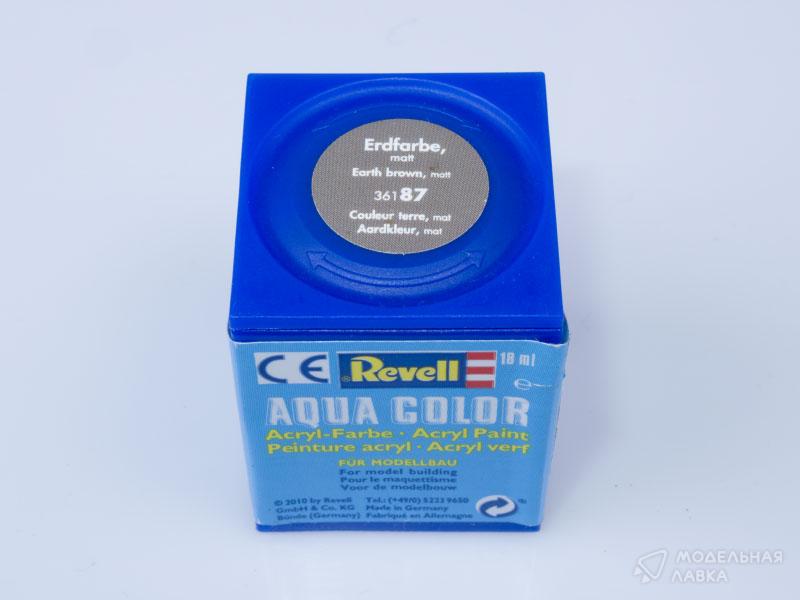 Erdfarbe,
matt
Earth brown, matt
36187
Couleur terre, mat
Aardkleur, mat
CE Revell 18 ml
e
AQUA COLOR
Acryl-Farbe · Acryl Paint
Peinture acryl · Acryl verf
FÜR MODELLBAU
For model building
Pour le maquettisme
Voor de modelbouw
© 2010 by Revell Tel.: (+49/0) 5223 9650
GmbH & Co. KG Made in Germany
Bünde (Germany) Fabriqué en Allemagne
МОДЕЛЬНАЯ
ЛАВКА